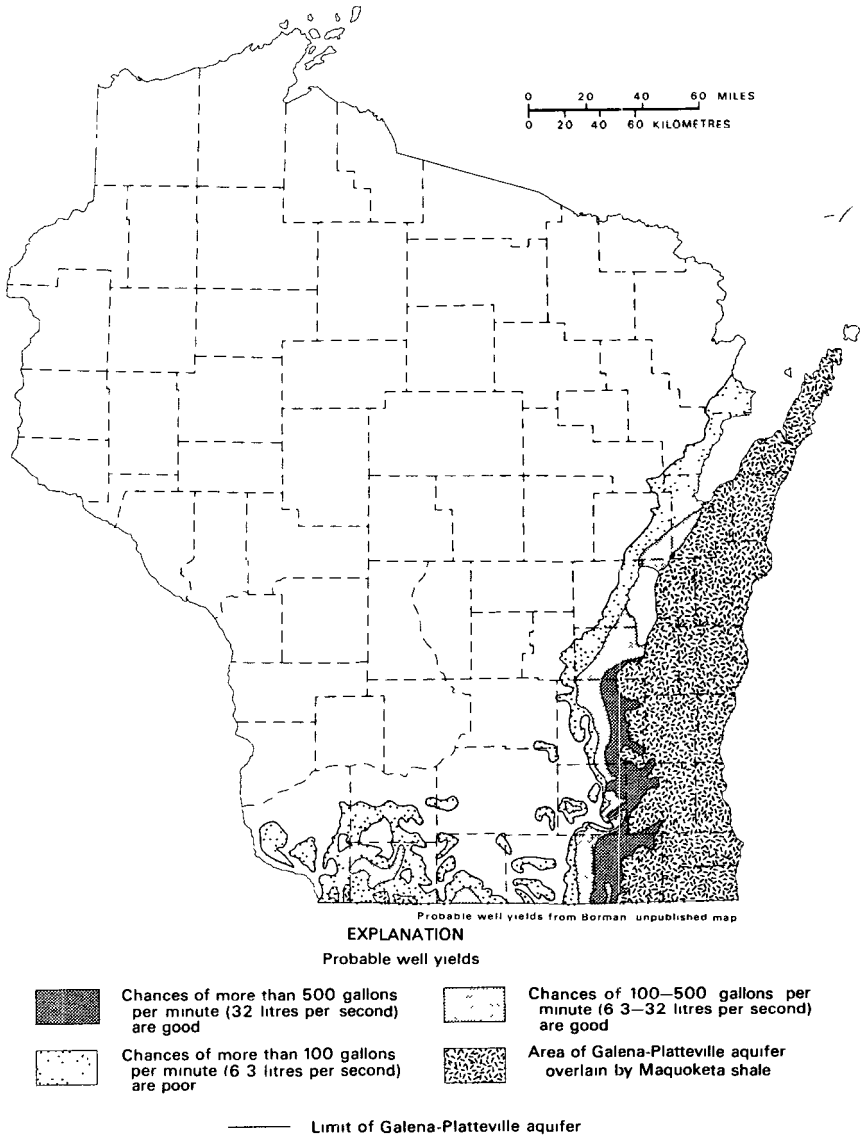 0 20 40 60 MILES
0 20 40 60 KILOMETRES
Probable well yields from Borman unpublished map
EXPLANATION
Probable well yields
Chances of more than 500 gallons
per minute (32 litres per second)
are good
Chances of more than 100 gallons
per minute (6 3 litres per second)
are poor
Chances of 100—500 gallons per
minute (6 3—32 litres per second)
are good
Area of Galena-Platteville aquifer
overlain by Maquoketa shale
Limit of Galena-Platteville aquifer